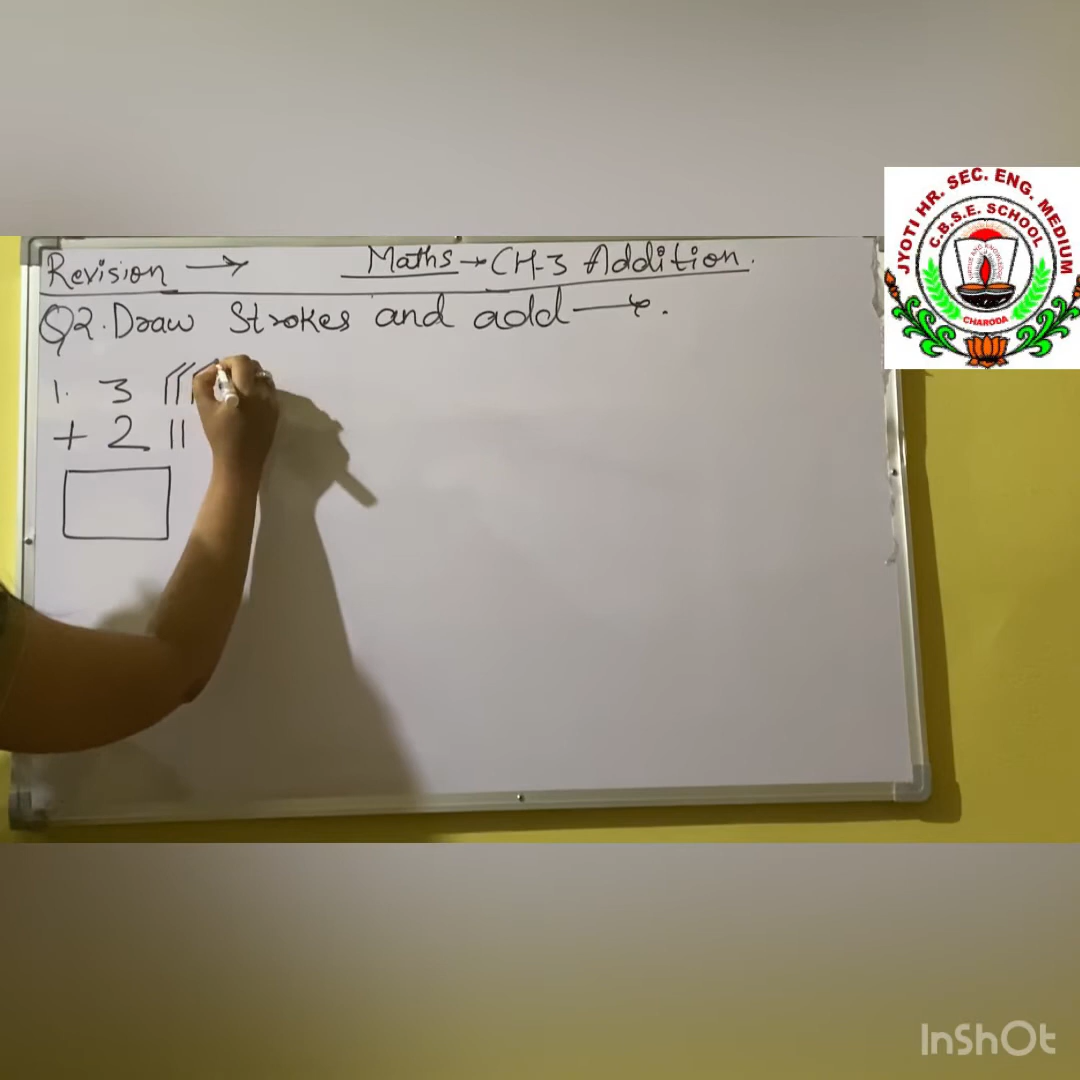 JYOTI HR. SEC. ENG. MEDIUM
C.B.S.E. SCHOOL
CHARODA
Revision → Maths → CH-3 Addition.
Q2. Draw Strokes and add → .
1. 3
+ 2 ||
InShOt